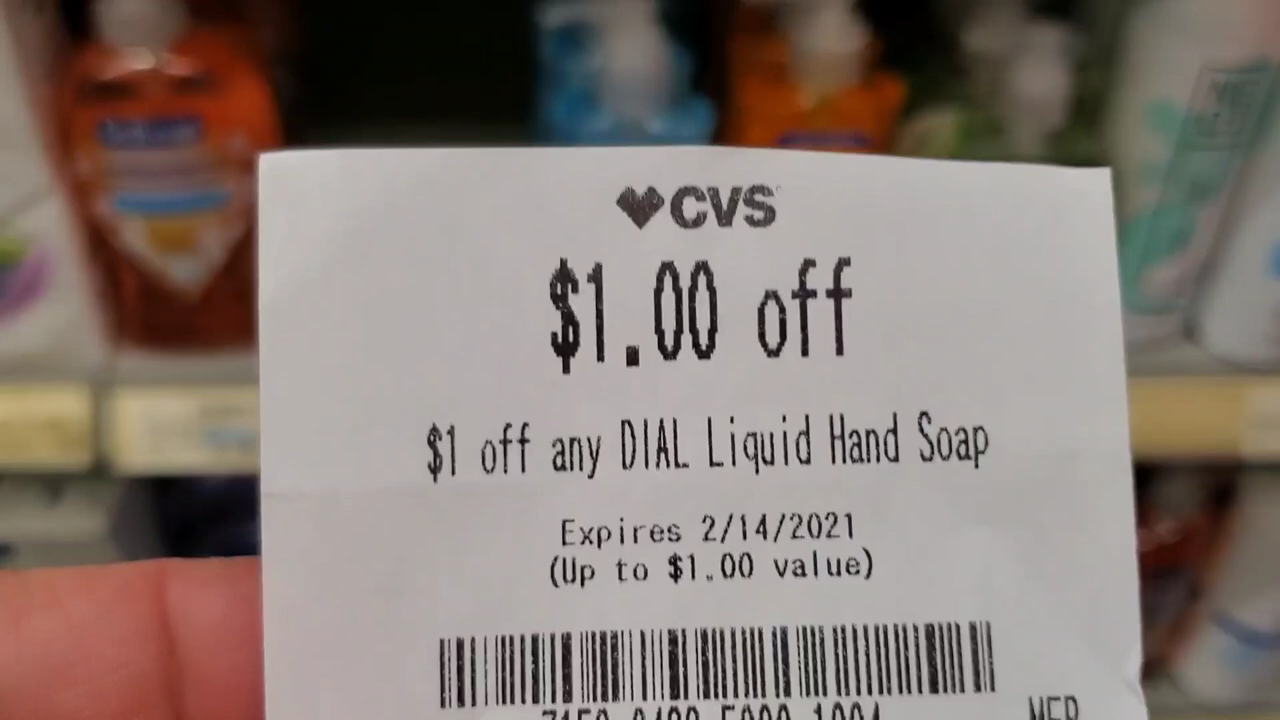 CVS
$1.00 off
$1 off any DIAL Liquid Hand Soap
Expires 2/14/2021
(Up to $1.00 value)